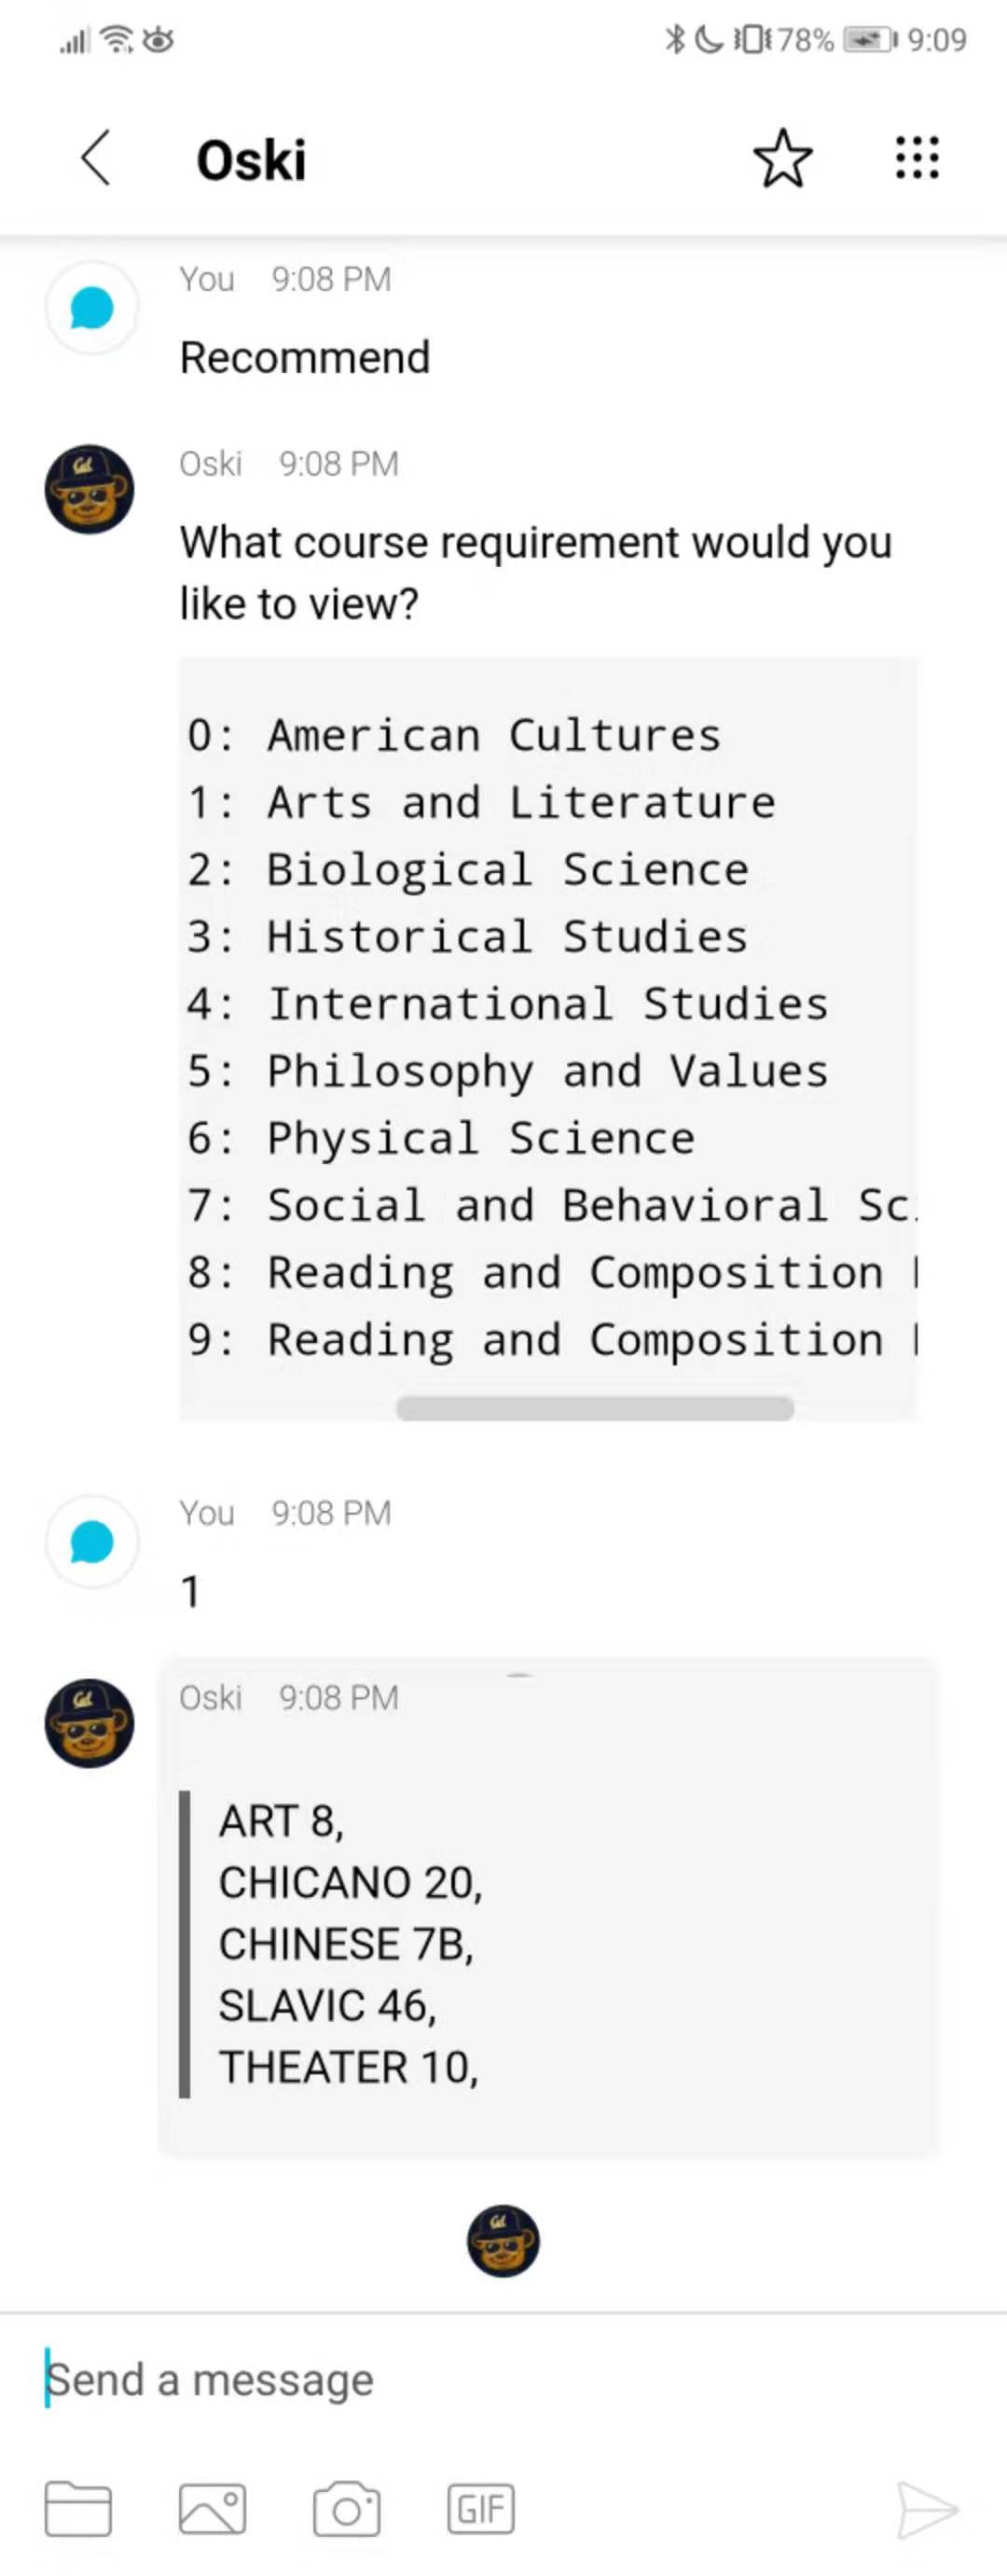 78% 9:09
Oski
You 9:08 PM
Recommend
Oski 9:08 PM
What course requirement would you
like to view?
0: American Cultures
1: Arts and Literature
2: Biological Science
3: Historical Studies
4: International Studies
5: Philosophy and Values
6: Physical Science
7: Social and Behavioral Sc
8: Reading and Composition
9: Reading and Composition
You 9:08 PM
1
Oski 9:08 PM
ART 8,
CHICANO 20,
CHINESE 7B,
SLAVIC 46,
THEATER 10,
Send a message
GIF